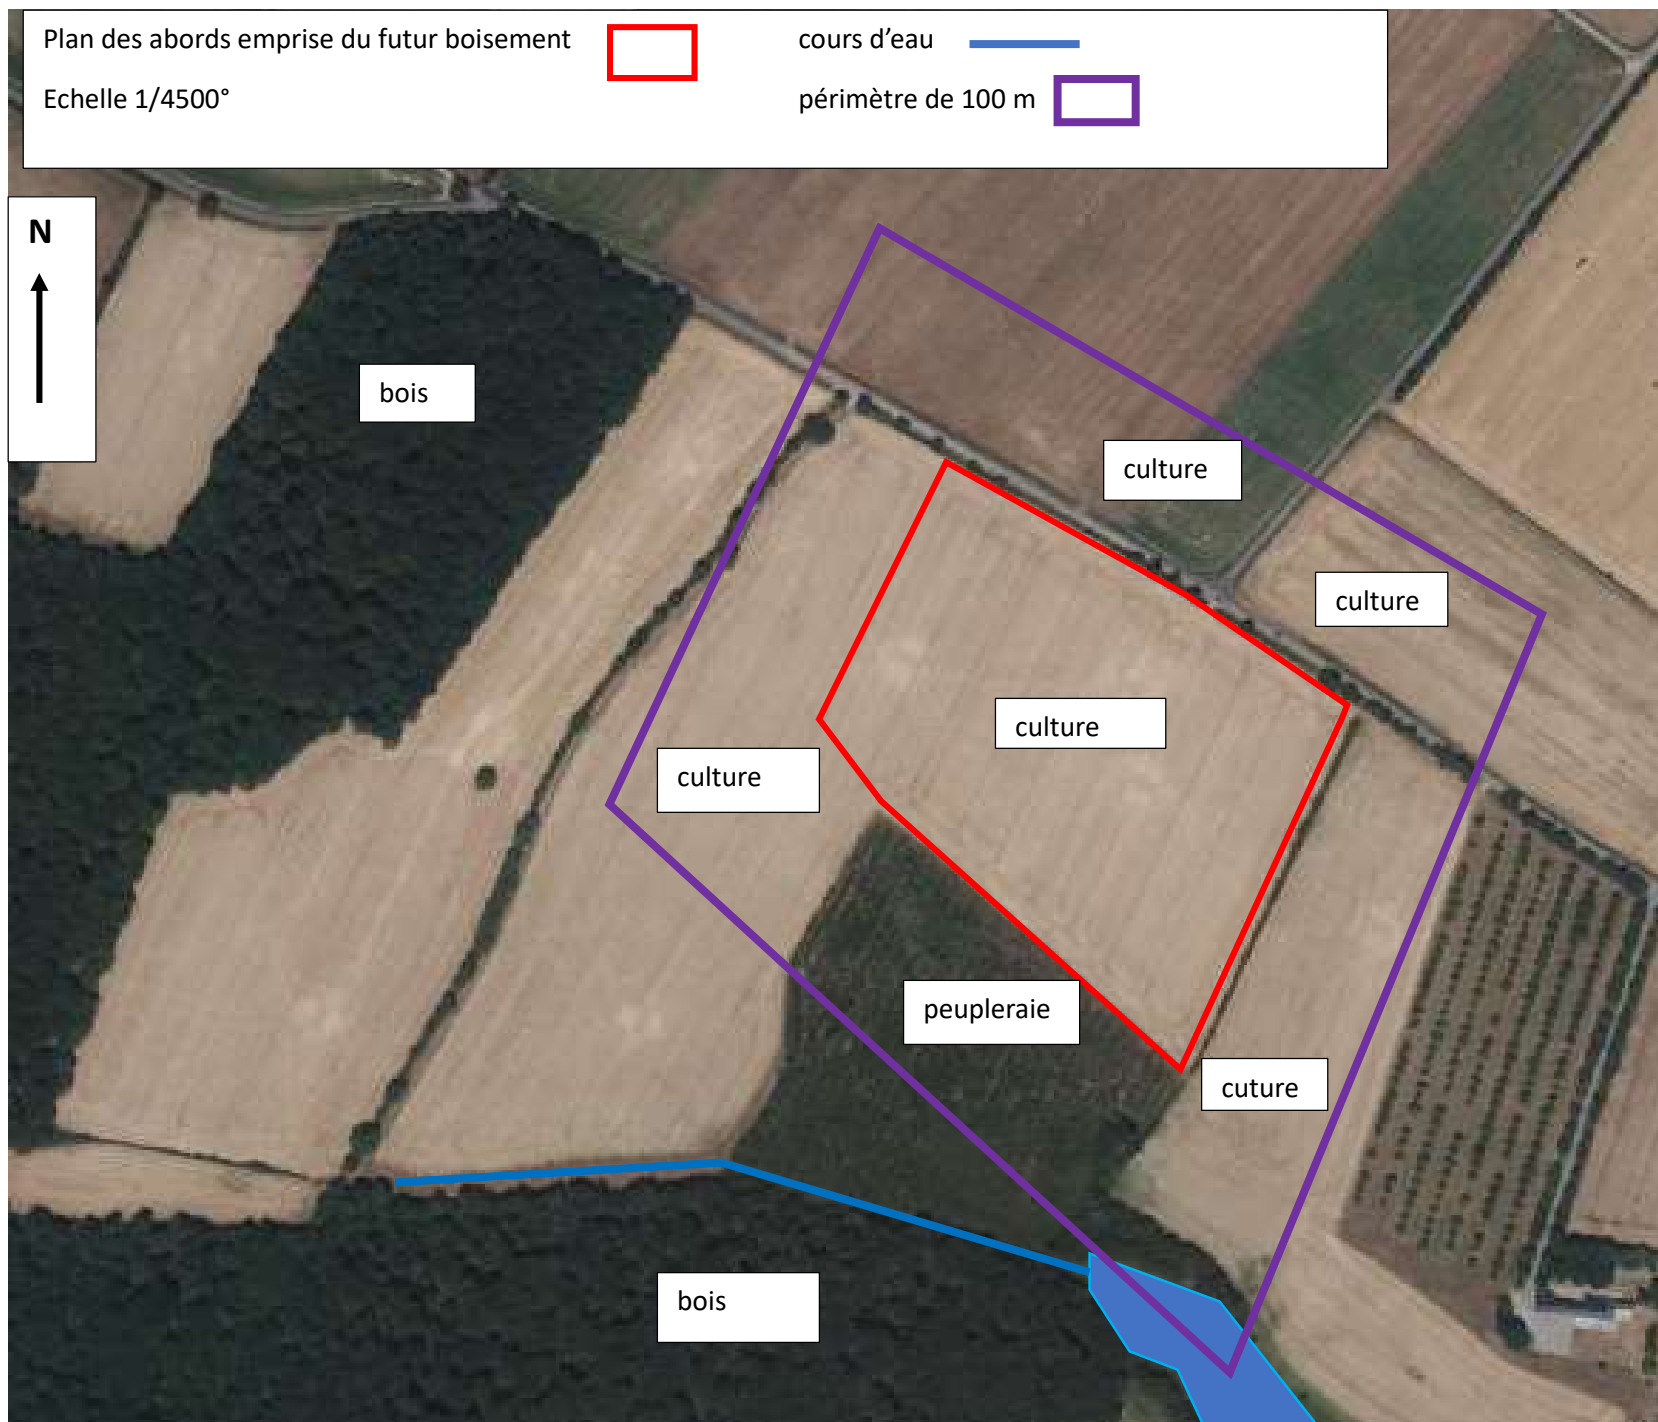 Plan des abords emprise du futur boisement
cours d’eau
Echelle 1/4500°
périmètre de 100 m
N
bois
culture
culture
culture
culture
peupleraie
cuture
bois